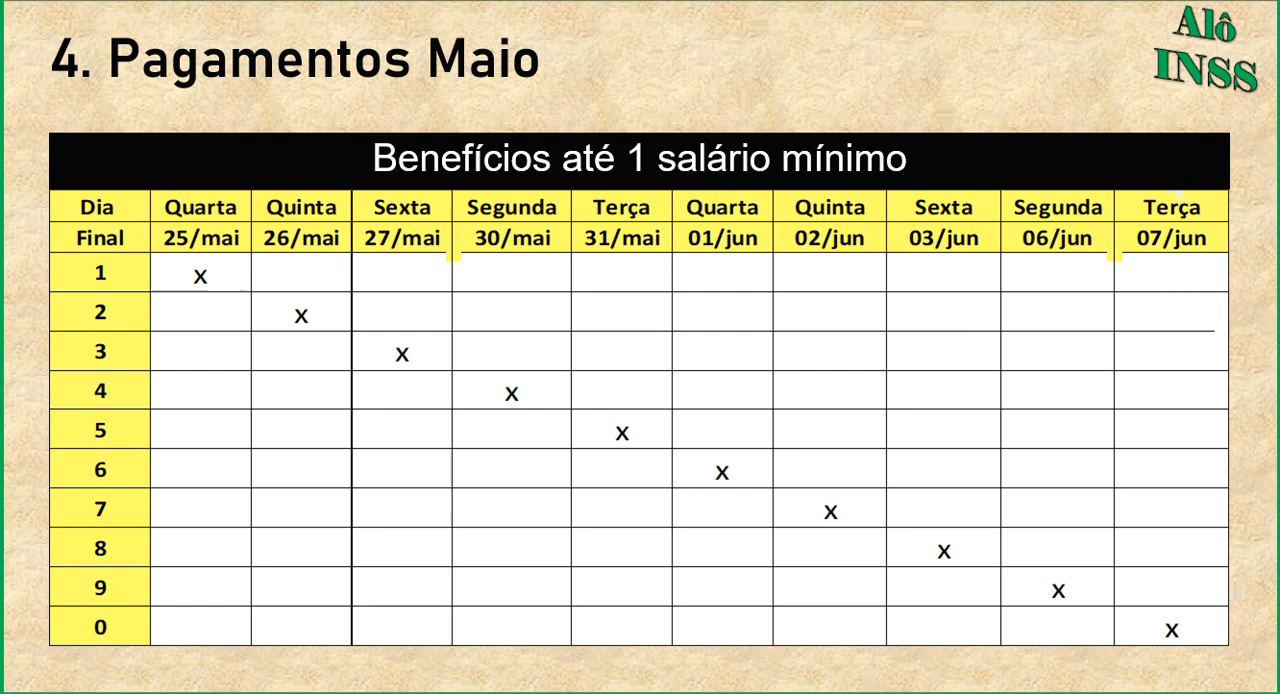 4. Pagamentos Maio
Alô
INSS
Benefícios até 1 salário mínimo
Dia Quarta Quinta Sexta Segunda Terça Quarta Quinta Sexta Segunda Terça
Final 25/mai 26/mai 27/mai 30/mai 31/mai 01/jun 02/jun 03/jun 06/jun 07/jun
1 x
2 x
3 x
4 x
5 x
6 x
7 x
8 x
9 x
0 x